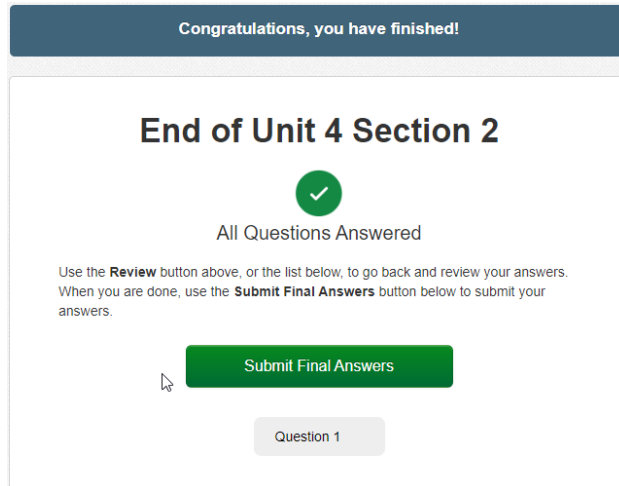 Congratulations, you have finished!
End of Unit 4 Section 2
All Questions Answered
Use the Review button above, or the list below, to go back and review your answers.
When you are done, use the Submit Final Answers button below to submit your
answers.
Submit Final Answers
Question 1